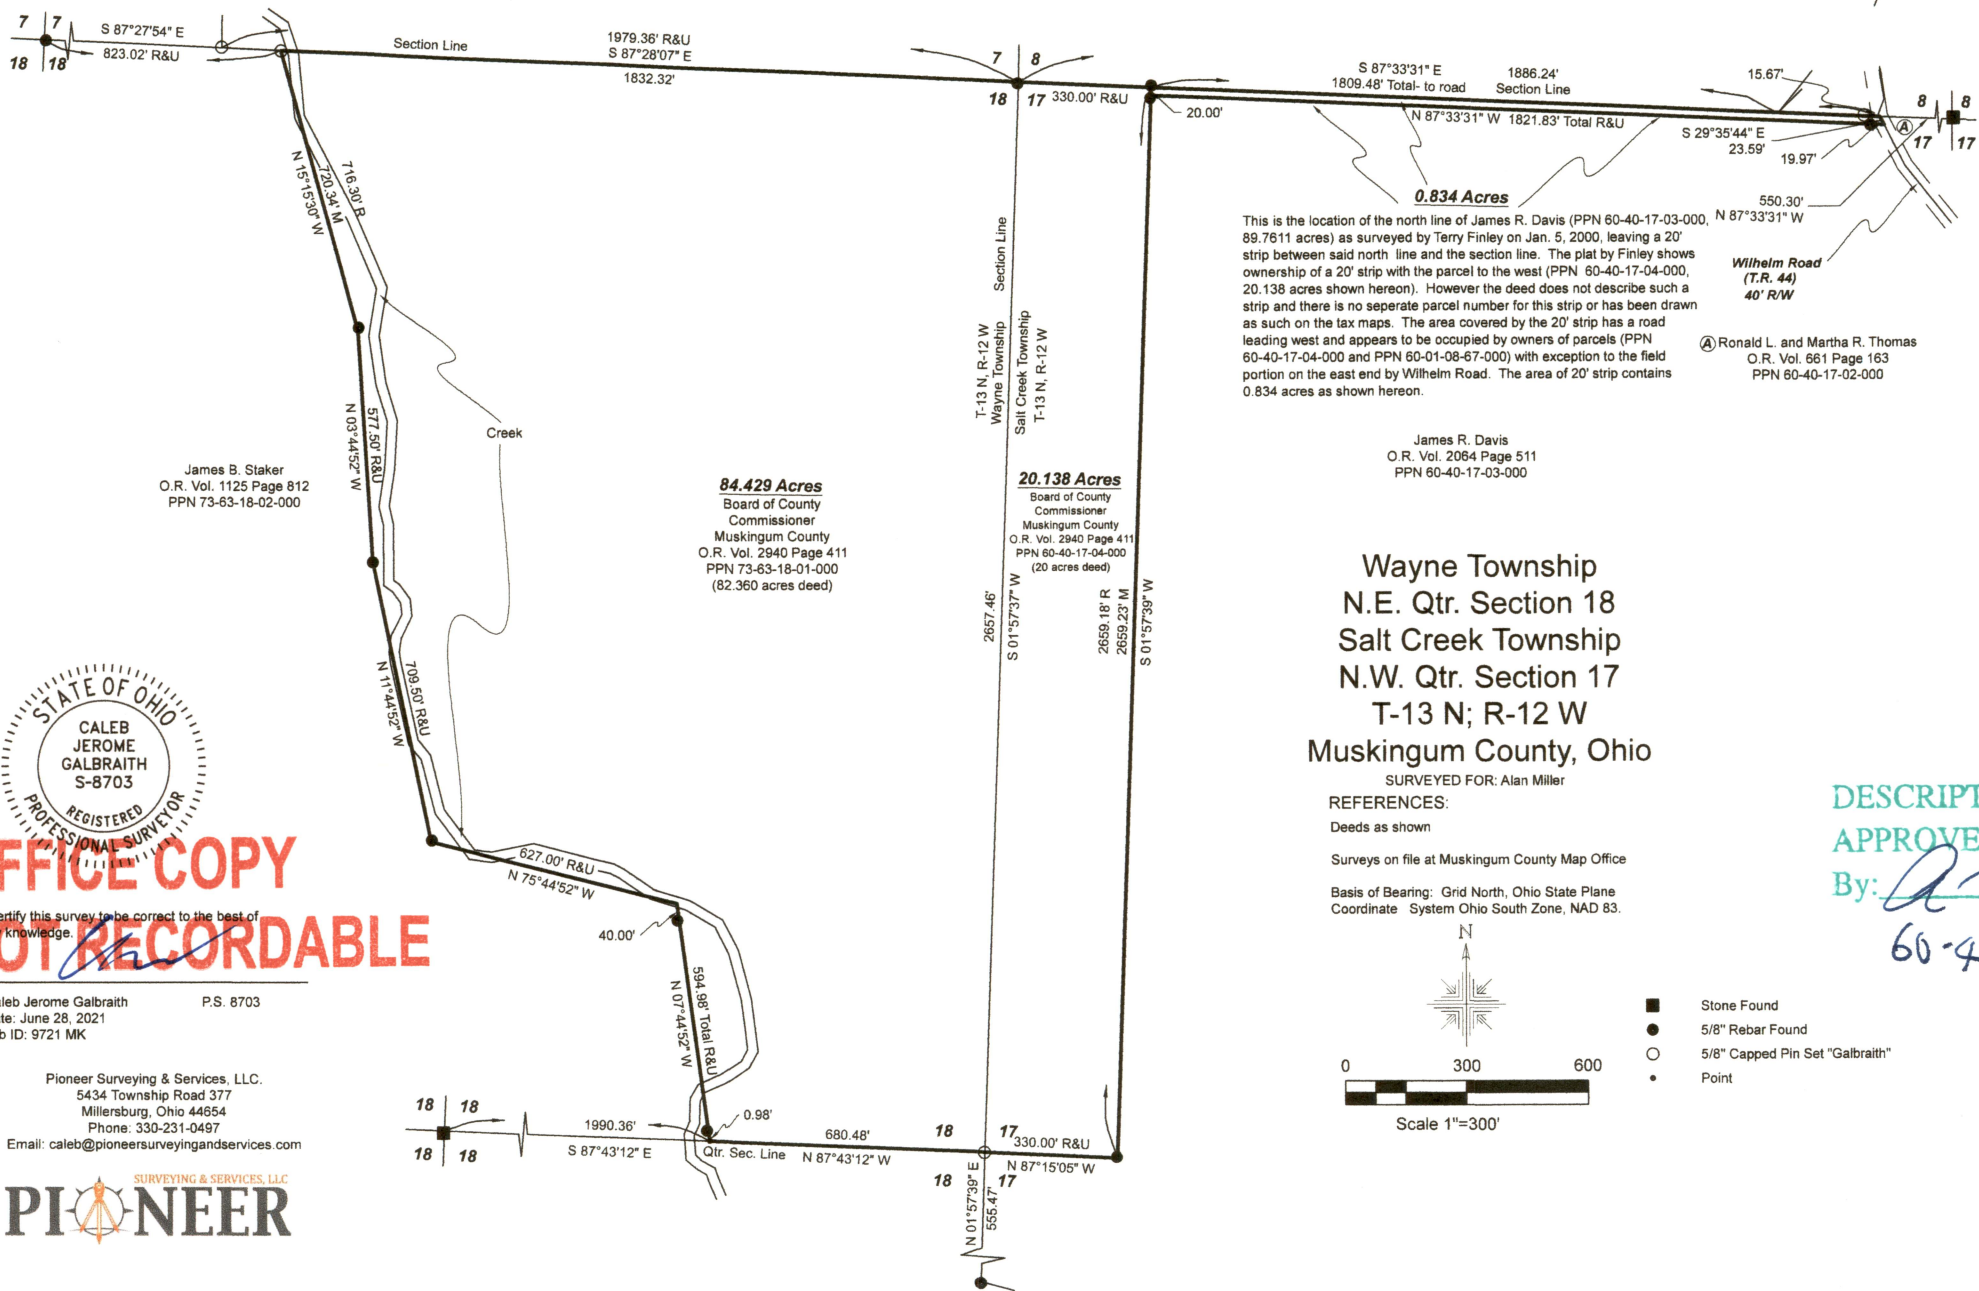 7 7
18 18
S 87°27'54" E
823.02' R&U
Section Line
1979.36' R&U
S 87°28'07" E
1832.32'
7 8
18 17
330.00' R&U
20.00'
S 87°33'31" E
1809.48' Total- to road
1886.24'
Section Line
N 87°33'31" W 1821.83' Total R&U
15.67'
S 29°35'44" E
23.59'
19.97'
A
8 8
17 17
550.30'
N 87°33'31" W
Wilhelm Road
(T.R. 44)
40' R/W
0.834 Acres
This is the location of the north line of James R. Davis (PPN 60-40-17-03-000,
89.7611 acres) as surveyed by Terry Finley on Jan. 5, 2000, leaving a 20'
strip between said north line and the section line. The plat by Finley shows
ownership of a 20' strip with the parcel to the west (PPN 60-40-17-04-000,
20.138 acres shown hereon). However the deed does not describe such a
strip and there is no seperate parcel number for this strip or has been drawn
as such on the tax maps. The area covered by the 20' strip has a road
leading west and appears to be occupied by owners of parcels (PPN
60-40-17-04-000 and PPN 60-01-08-67-000) with exception to the field
portion on the east end by Wilhelm Road. The area of 20' strip contains
0.834 acres as shown hereon.
A Ronald L. and Martha R. Thomas
O.R. Vol. 661 Page 163
PPN 60-40-17-02-000
James R. Davis
O.R. Vol. 2064 Page 511
PPN 60-40-17-03-000
716.30' R
720.34' M
N 15°15'30" W
577.50' R&U
N 03°44'52" W
Creek
James B. Staker
O.R. Vol. 1125 Page 812
PPN 73-63-18-02-000
84.429 Acres
Board of County
Commissioner
Muskingum County
O.R. Vol. 2940 Page 411
PPN 73-63-18-01-000
(82.360 acres deed)
T-13 N, R-12 W
Wayne Township
Section Line
Salt Creek Township
T-13 N, R-12 W
20.138 Acres
Board of County
Commissioner
Muskingum County
O.R. Vol. 2940 Page 411
PPN 60-40-17-04-000
(20 acres deed)
2657.46'
S 01°57'37" W
2659.18' R
2659.23' M
S 01°57'39" W
709.50' R&U
N 11°44'52" W
627.00' R&U
N 75°44'52" W
40.00'
594.98' Total R&U
N 07°44'52" W
0.98'
18 18
18 18
1990.36'
S 87°43'12" E
Qtr. Sec. Line
680.48'
N 87°43'12" W
18 17
18 17
330.00' R&U
N 87°15'05" W
N 01°57'39" E
555.47'
Wayne Township
N.E. Qtr. Section 18
Salt Creek Township
N.W. Qtr. Section 17
T-13 N; R-12 W
Muskingum County, Ohio
SURVEYED FOR: Alan Miller
REFERENCES:
Deeds as shown
Surveys on file at Muskingum County Map Office
Basis of Bearing: Grid North, Ohio State Plane
Coordinate System Ohio South Zone, NAD 83.
N
0 300 600
Scale 1"=300'
Stone Found
5/8" Rebar Found
5/8" Capped Pin Set "Galbraith"
Point
DESCRIPT
APPROVE
By:
60-4
STATE OF OHIO
CALEB
JEROME
GALBRAITH
S-8703
REGISTERED
PROFESSIONAL SURVEYOR
FFICE COPY
OT RECORDABLE
ertify this survey to be correct to the best of
knowledge.
leb Jerome Galbraith P.S. 8703
te: June 28, 2021
b ID: 9721 MK
Pioneer Surveying & Services, LLC.
5434 Township Road 377
Millersburg, Ohio 44654
Phone: 330-231-0497
Email: caleb@pioneersurveyingandservices.com
SURVEYING & SERVICES, LLC
PIONEER